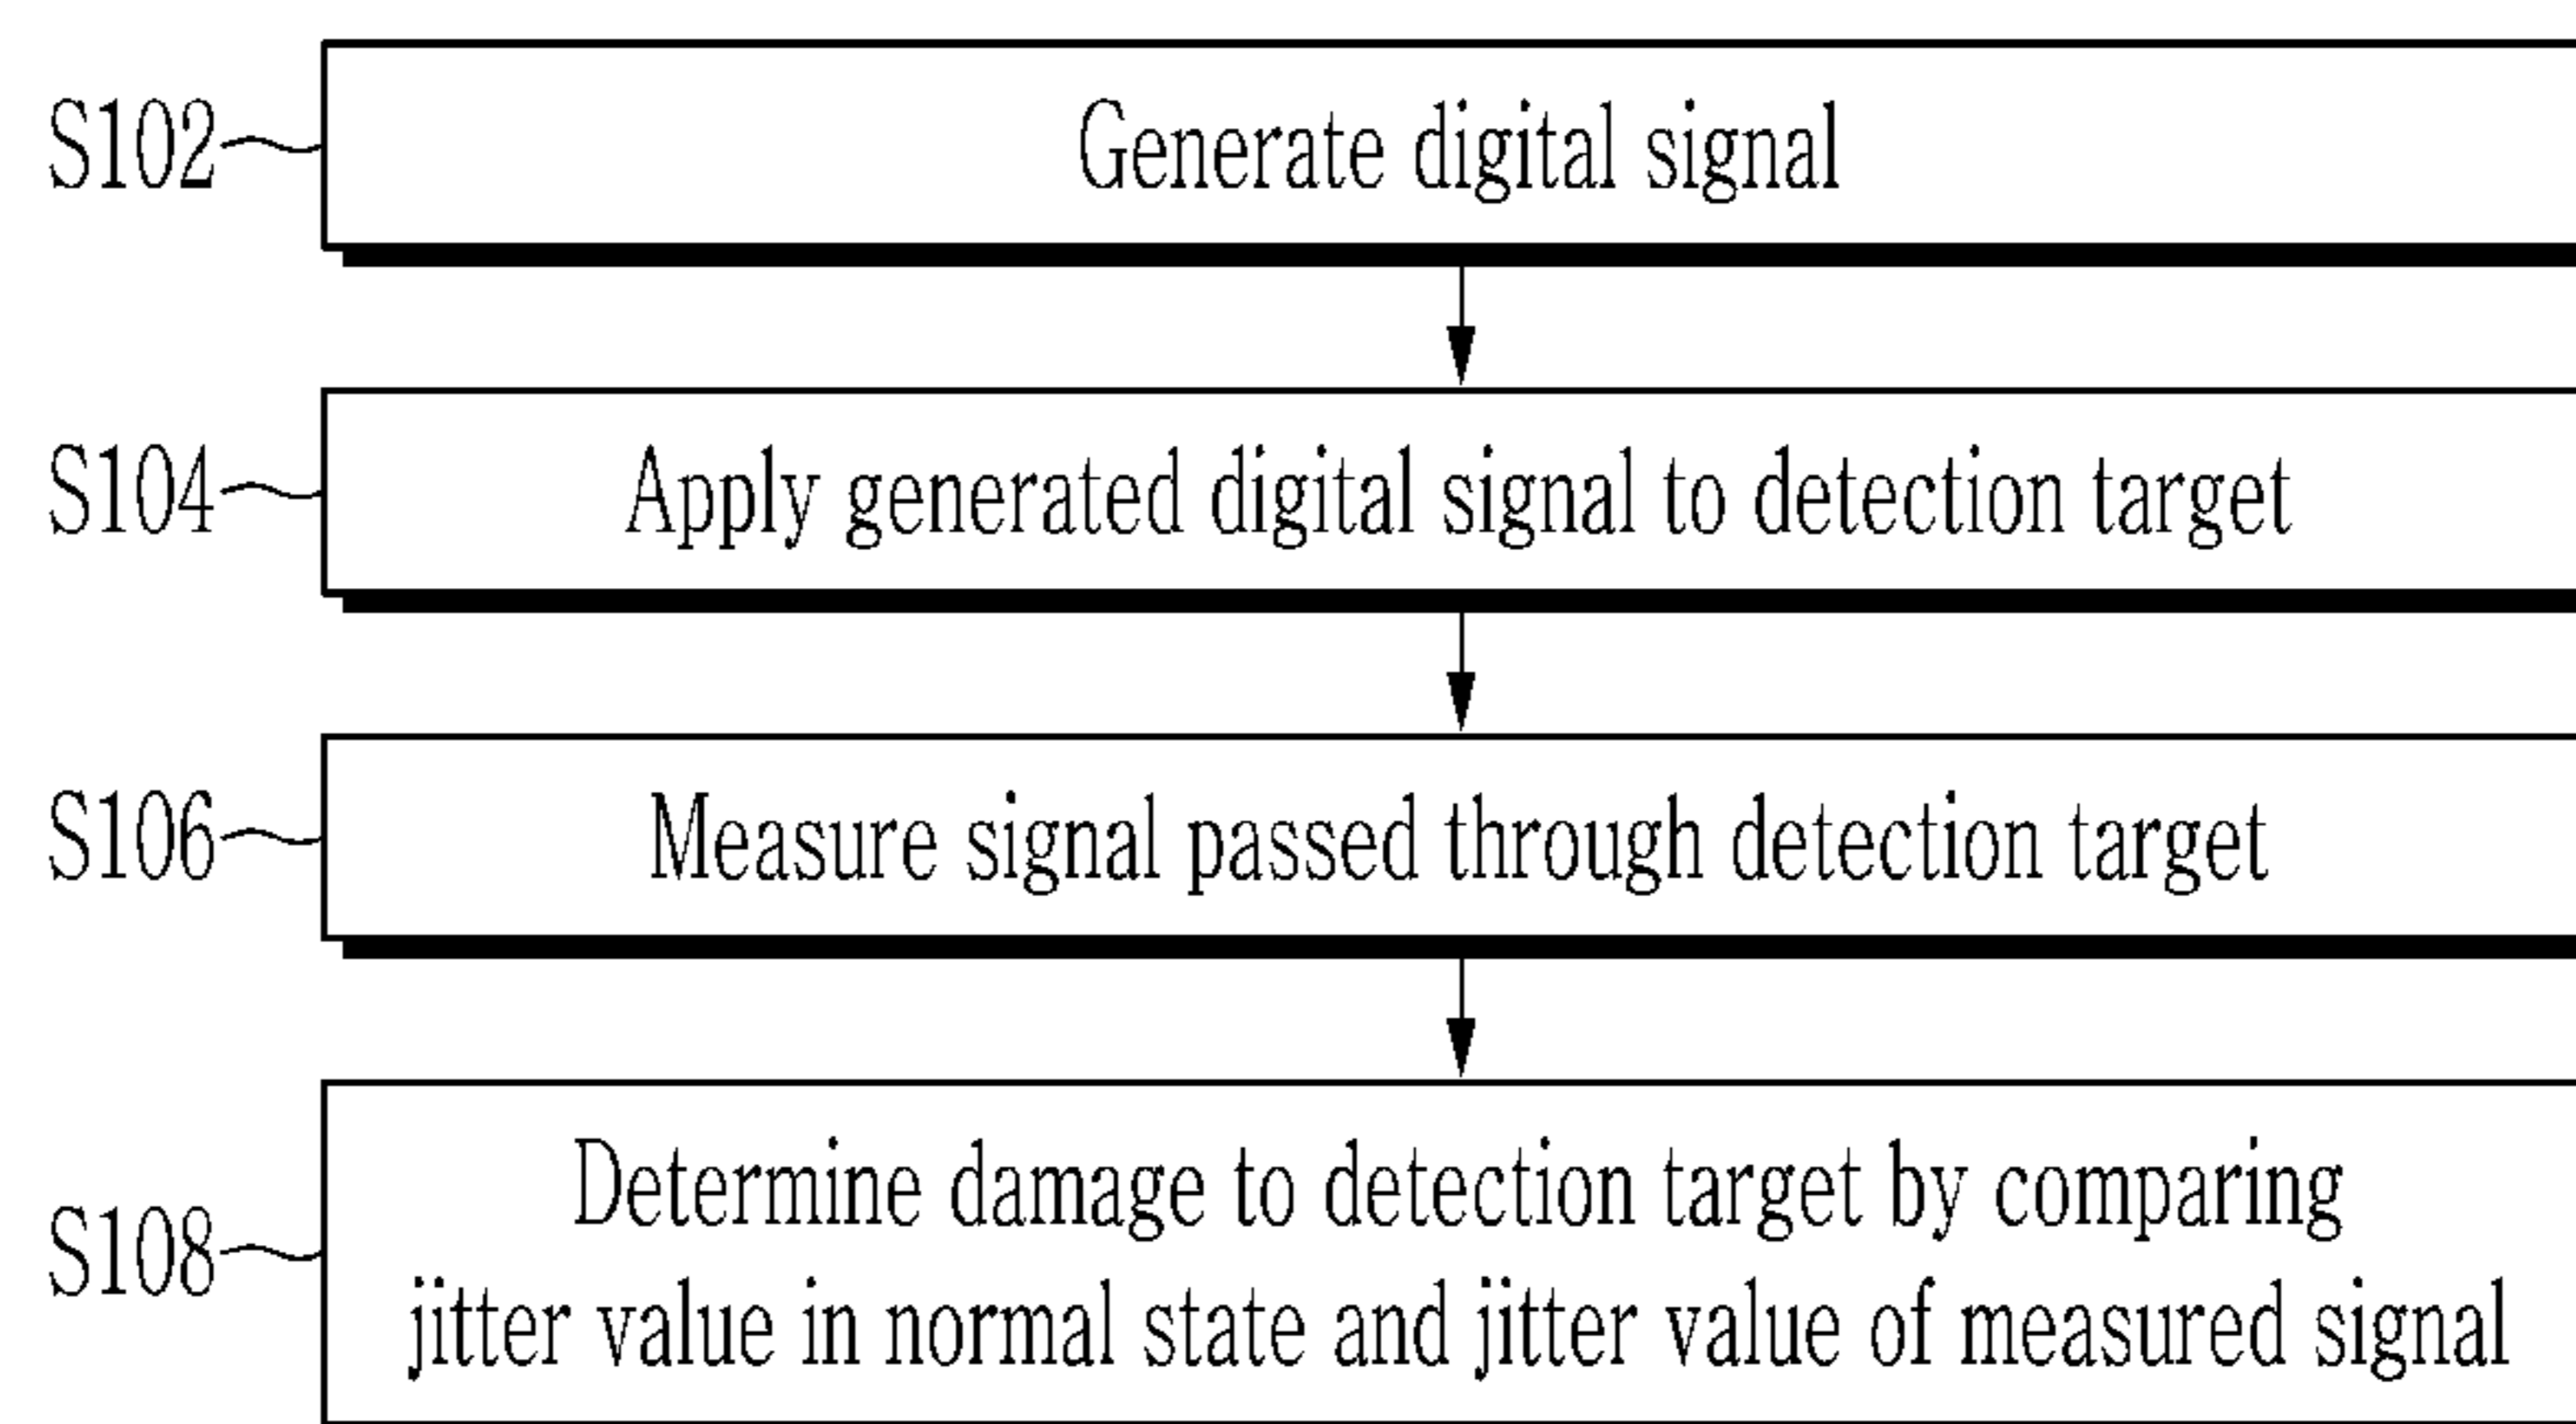 S102
Generate digital signal
S104
Apply generated digital signal to detection target
S106
Measure signal passed through detection target
S108
Determine damage to detection target by comparing
jitter value in normal state and jitter value of measured signal